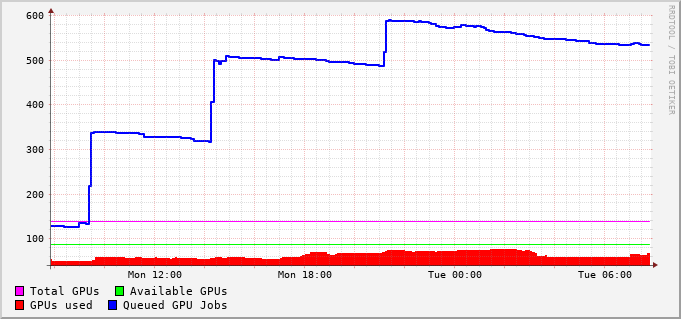 600
500
400
300
200
100
Mon 12:00 Mon 18:00 Tue 00:00 Tue 06:00
Total GPUs Available GPUs
GPUs used Queued GPU Jobs
RRDTOOL / TOBI OETIKER